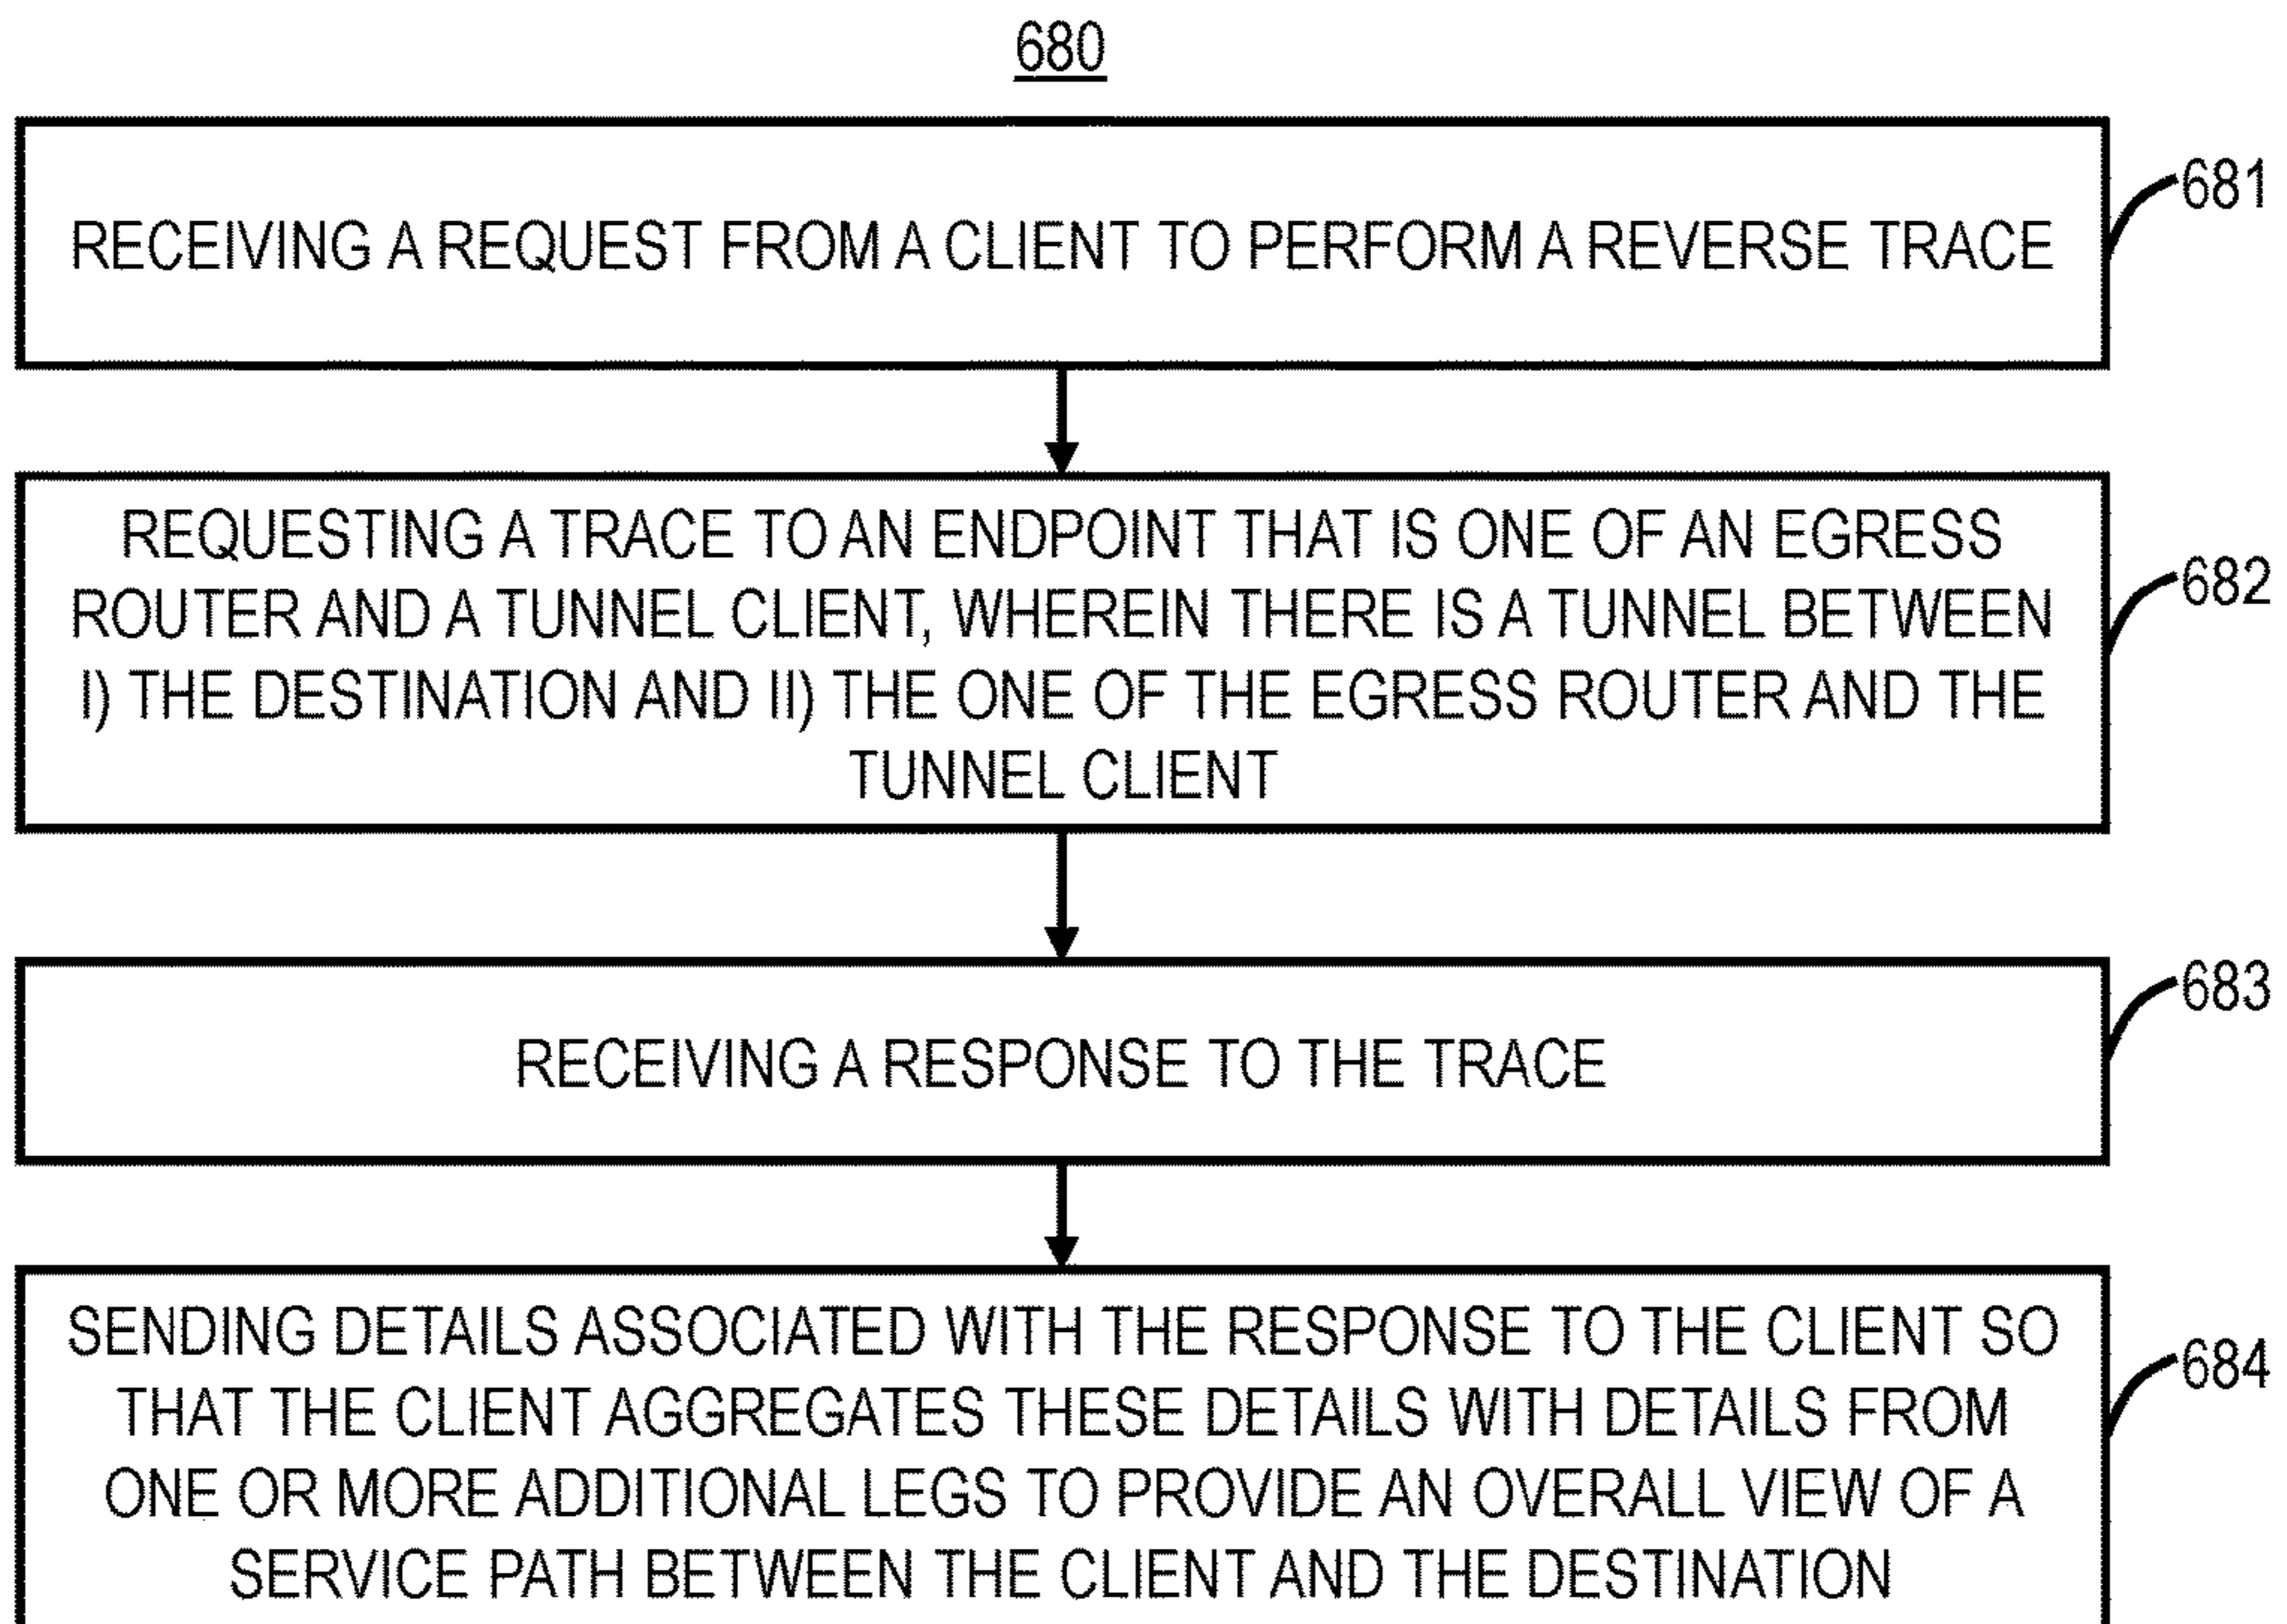 680
RECEIVING A REQUEST FROM A CLIENT TO PERFORM A REVERSE TRACE
681
REQUESTING A TRACE TO AN ENDPOINT THAT IS ONE OF AN EGRESS
ROUTER AND A TUNNEL CLIENT, WHEREIN THERE IS A TUNNEL BETWEEN
I) THE DESTINATION AND II) THE ONE OF THE EGRESS ROUTER AND THE
TUNNEL CLIENT
682
RECEIVING A RESPONSE TO THE TRACE
683
SENDING DETAILS ASSOCIATED WITH THE RESPONSE TO THE CLIENT SO
THAT THE CLIENT AGGREGATES THESE DETAILS WITH DETAILS FROM
ONE OR MORE ADDITIONAL LEGS TO PROVIDE AN OVERALL VIEW OF A
SERVICE PATH BETWEEN THE CLIENT AND THE DESTINATION
684